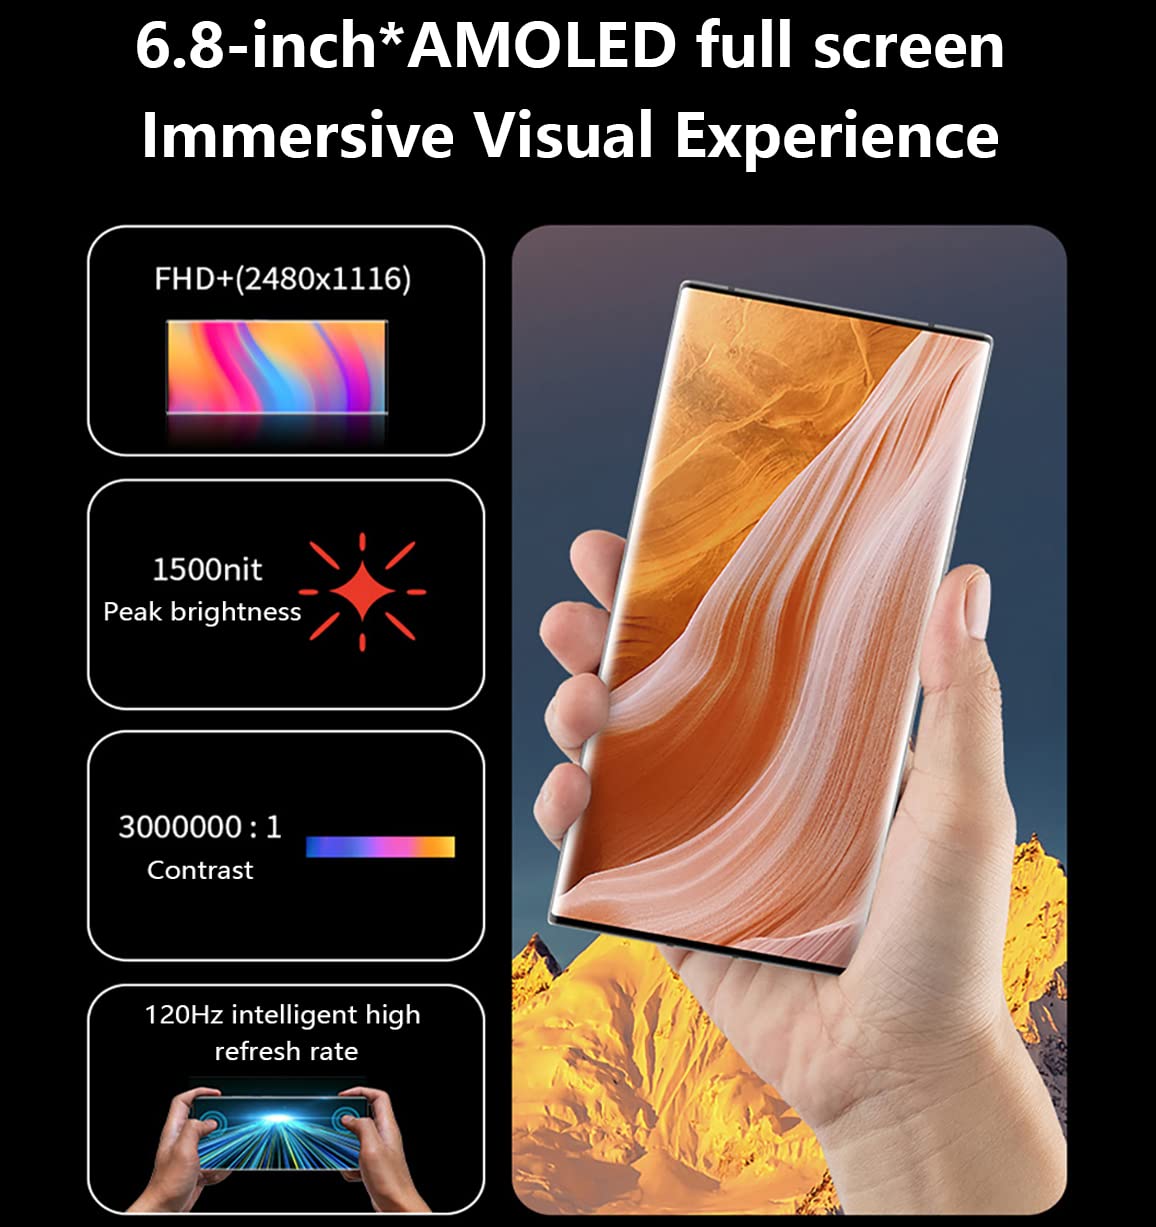 6.8-inch*AMOLED full screen
Immersive Visual Experience
FHD+(2480x1116)
1500nit
Peak brightness
3000000 : 1
Contrast
120Hz intelligent high
refresh rate